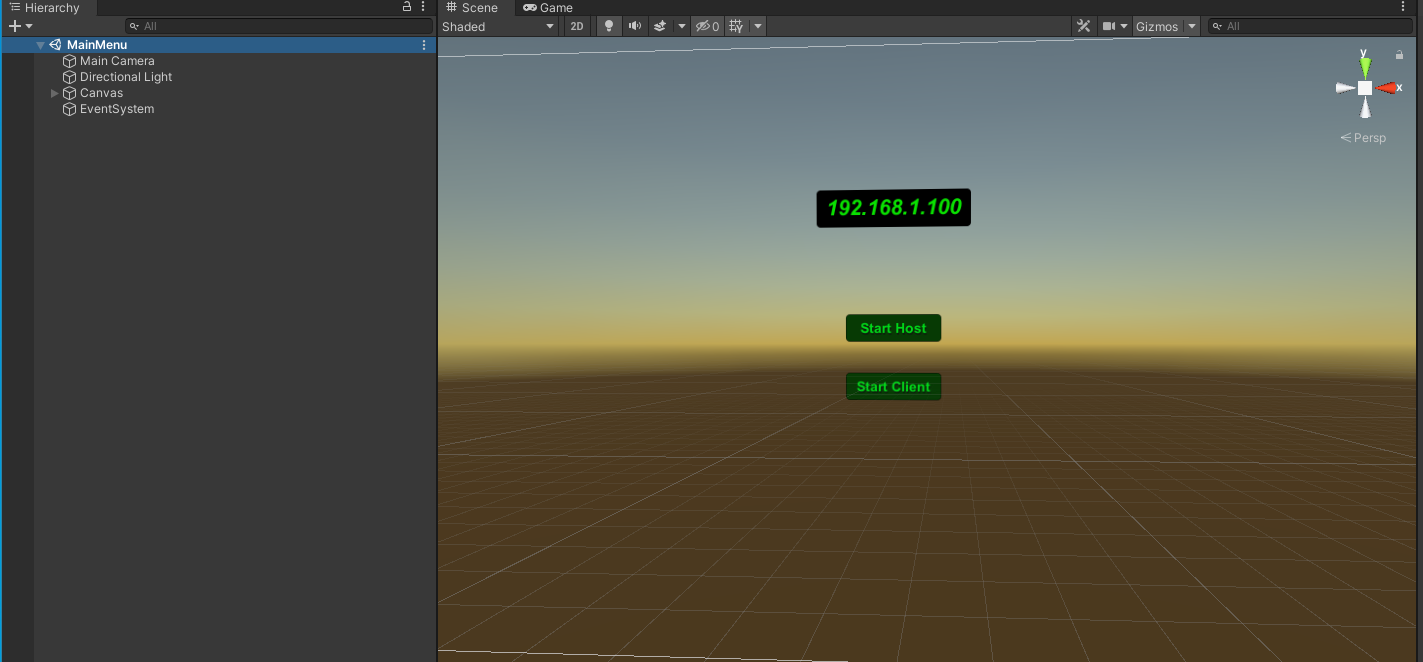 Hierarchy
All
MainMenu
Main Camera
Directional Light
Canvas
EventSystem
Scene
Game
Shaded
2D
0
Gizmos
All
y
x
Persp
192.168.1.100
Start Host
Start Client